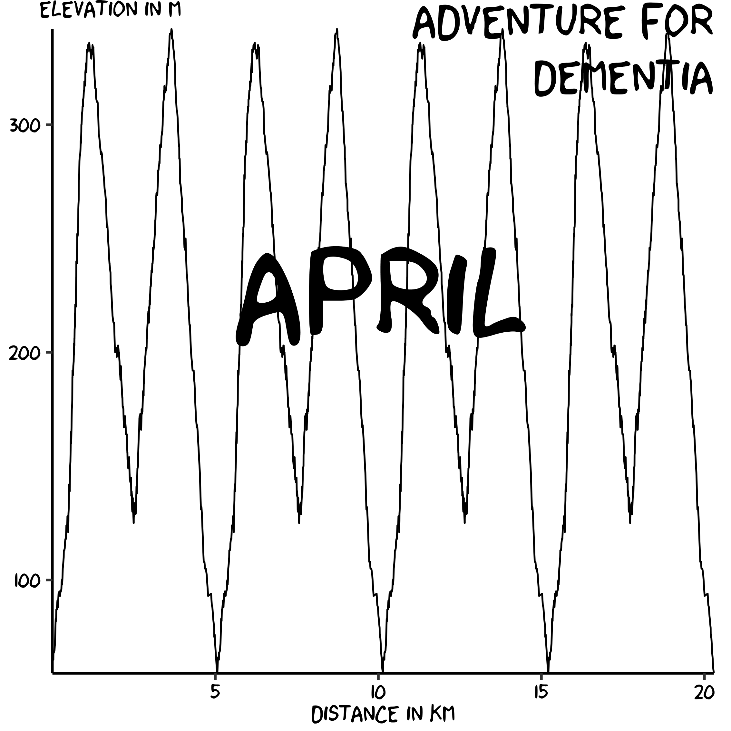 ELEVATION IN M
ADVENTURE FOR
DEMENTIA
300
APRIL
200
100
5 10 15 20
DISTANCE IN KM